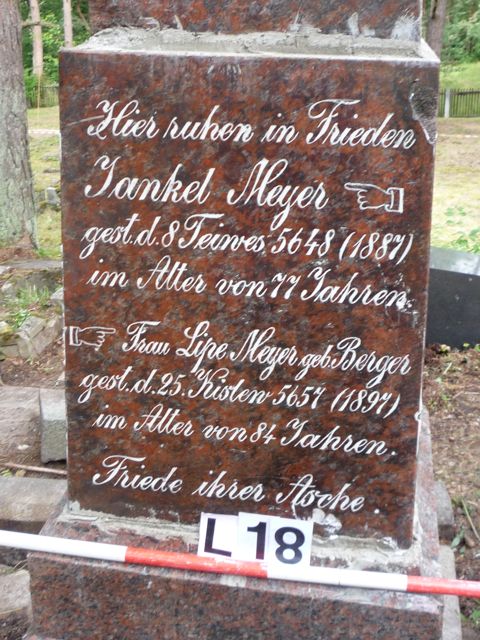 Hier ruhen in Frieden
Jankel Meyer
gest. d. 8 Teiwes 5648 (1887)
im Alter von 77 Jahren.
Frau Lipe Meyer, geb. Berger
gest. d. 25. Kislew 5657 (1897)
im Alter von 84 Jahren.
Friede ihrer Asche.
L 18